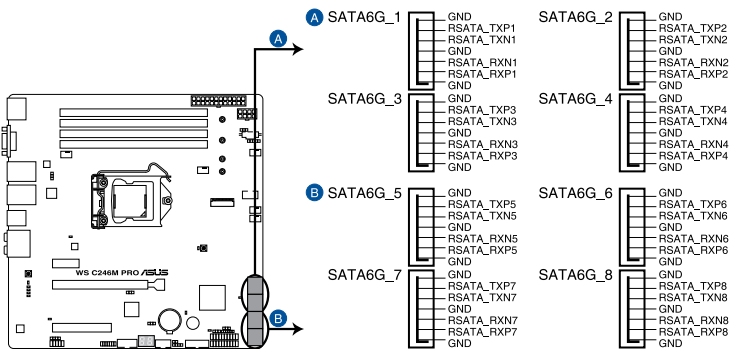 A
SATA6G_1
GND
RSATA_TXP1
RSATA_TXN1
GND
RSATA_RXN1
RSATA_RXP1
GND
SATA6G_2
GND
RSATA_TXP2
RSATA_TXN2
GND
RSATA_RXN2
RSATA_RXP2
GND
A
SATA6G_3
GND
RSATA_TXP3
RSATA_TXN3
GND
RSATA_RXN3
RSATA_RXP3
GND
SATA6G_4
GND
RSATA_TXP4
RSATA_TXN4
GND
RSATA_RXN4
RSATA_RXP4
GND
B
SATA6G_5
GND
RSATA_TXP5
RSATA_TXN5
GND
RSATA_RXN5
RSATA_RXP5
GND
SATA6G_6
GND
RSATA_TXP6
RSATA_TXN6
GND
RSATA_RXN6
RSATA_RXP6
GND
WS C246M PRO ASUS
SATA6G_7
GND
RSATA_TXP7
RSATA_TXN7
GND
RSATA_RXN7
RSATA_RXP7
GND
SATA6G_8
GND
RSATA_TXP8
RSATA_TXN8
GND
RSATA_RXN8
RSATA_RXP8
GND
B